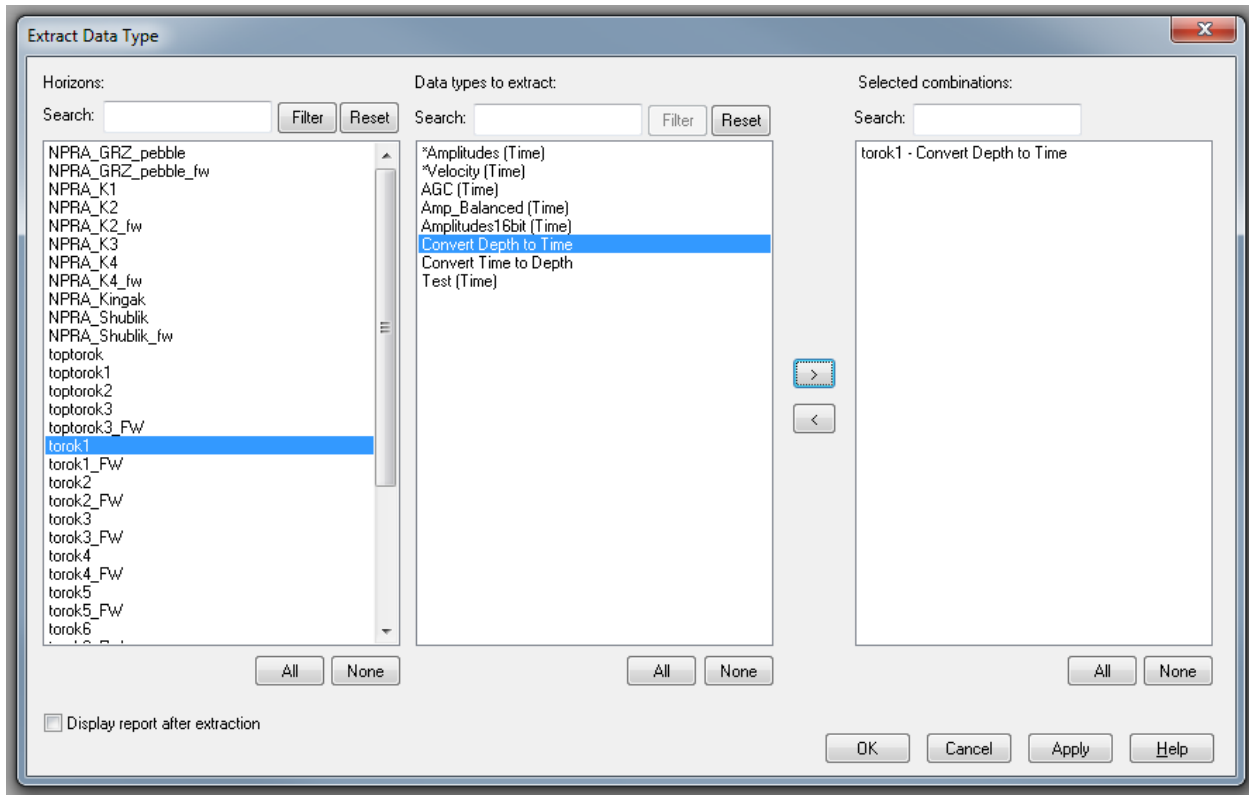 Extract Data Type
x
Horizons:
Search:
Filter
Reset
NPRA_GRZ_pebble
NPRA_GRZ_pebble_fw
NPRA_K1
NPRA_K2
NPRA_K2_fw
NPRA_K3
NPRA_K4
NPRA_K4_fw
NPRA_Kingak
NPRA_Shublik
NPRA_Shublik_fw
toptorok
toptorok1
toptorok2
toptorok3
toptorok3_FW
torok1
torok1_FW
torok2
torok2_FW
torok3
torok3_FW
torok4
torok4_FW
torok5
torok5_FW
torok6
All
None
Data types to extract:
Search:
Filter
Reset
*Amplitudes (Time)
*Velocity (Time)
AGC (Time)
Amp_Balanced (Time)
Amplitudes16bit (Time)
Convert Depth to Time
Convert Time to Depth
Test (Time)
All
None
>
<
Selected combinations:
Search:
torok1 - Convert Depth to Time
All
None
Display report after extraction
OK
Cancel
Apply
Help